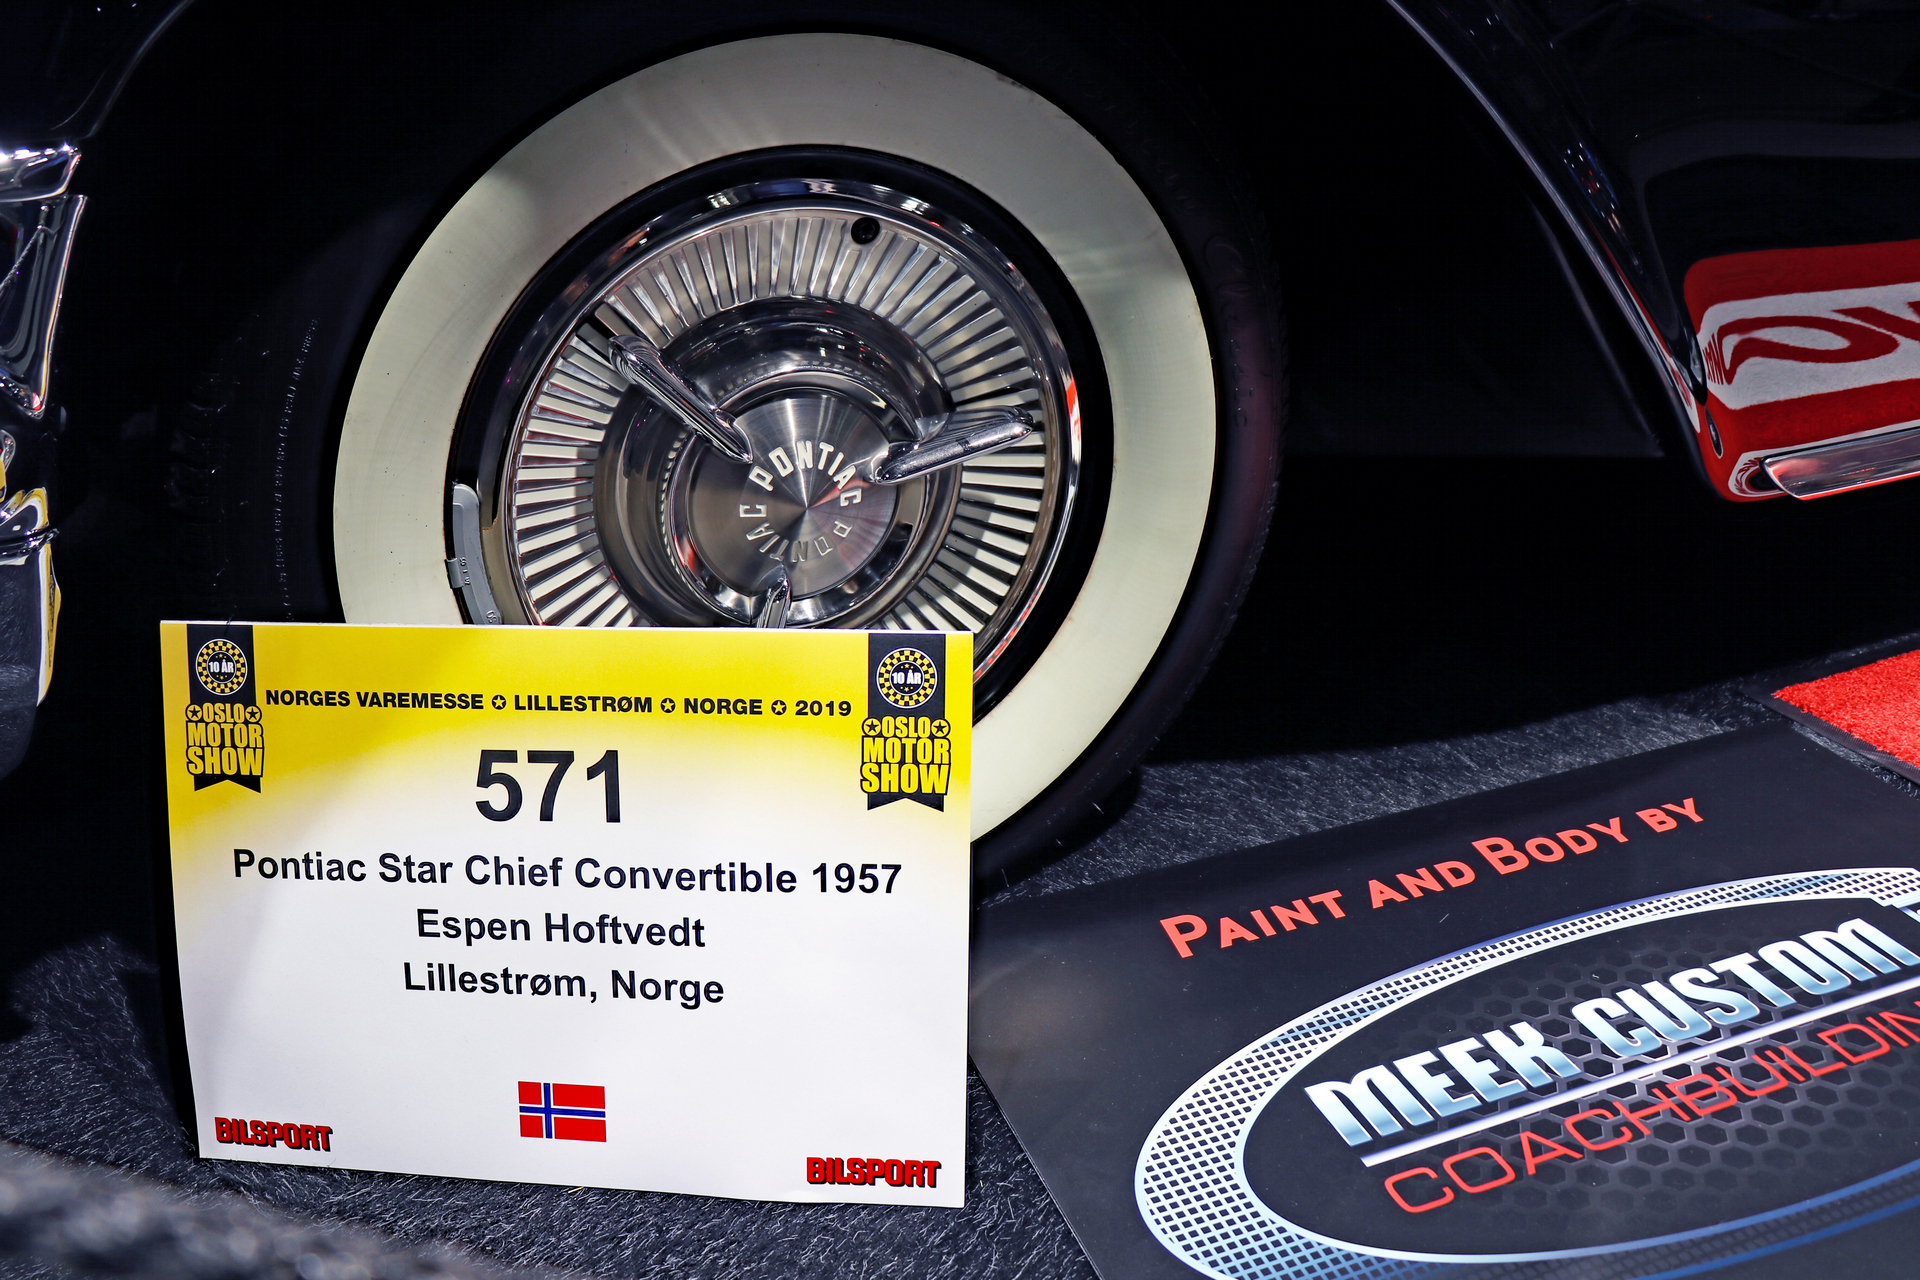 PONTIAC PONTIAC PONTIAC
10 ÅR
OSLO
MOTOR
SHOW
NORGES VAREMESSE ✪ LILLESTRØM ✪ NORGE ✪ 2019
10 ÅR
OSLO
MOTOR
SHOW
571
Pontiac Star Chief Convertible 1957
Espen Hoftvedt
Lillestrøm, Norge
BILSPORT
BILSPORT
PAINT AND BODY BY
MEEK CUSTOM
COACHBUILDIN